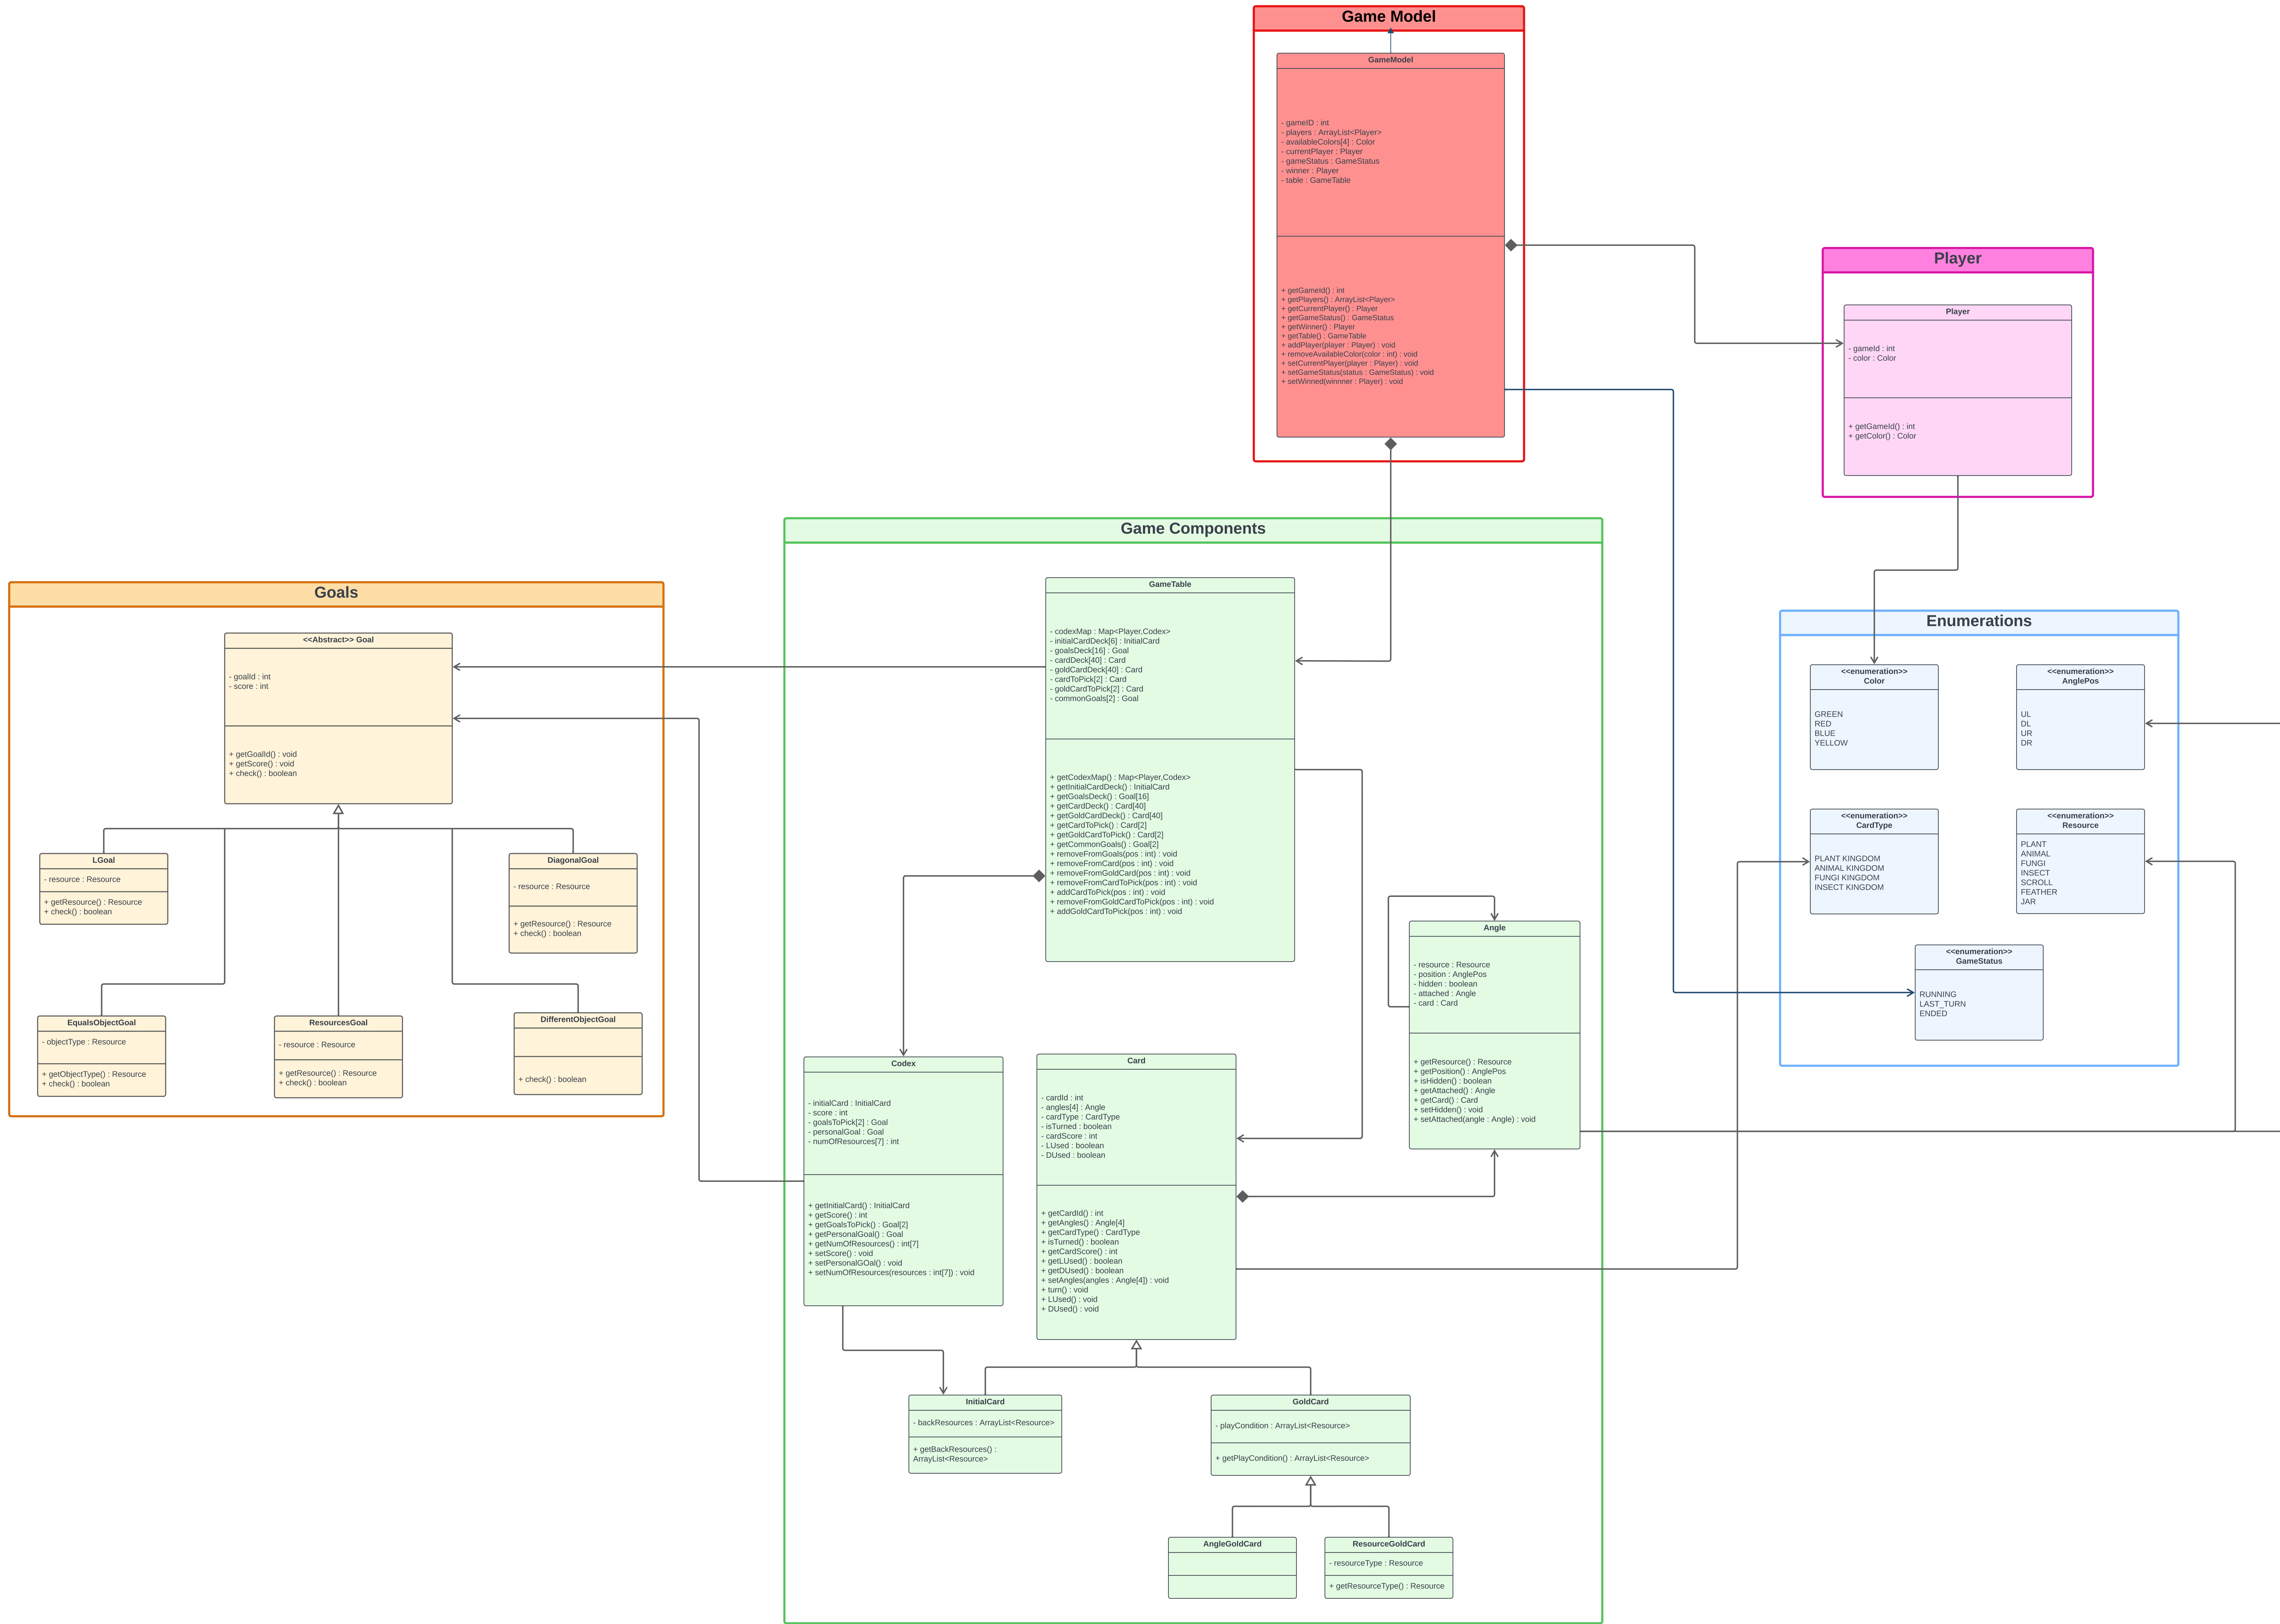 Game Model
GameModel
- gameID : int
- players : ArrayList<Player>
- availableColors[4] : Color
- currentPlayer : Player
- gameStatus : GameStatus
- winner : Player
- table : GameTable
+ getGameId() : int
+ getPlayers() : ArrayList<Player>
+ getCurrentPlayer() : Player
+ getGameStatus() : GameStatus
+ getWinner() : Player
+ getTable() : GameTable
+ addPlayer(player : Player) : void
+ removeAvailableColor(color : int) : void
+ setCurrentPlayer(player : Player) : void
+ setGameStatus(status : GameStatus) : void
+ setWinned(winnner : Player) : void
Player
Player
- gameId : int
- color : Color
+ getGameId() : int
+ getColor() : Color
Game Components
GameTable
- codexMap : Map<Player,Codex>
- initialCardDeck[6] : InitialCard
- goalsDeck[16] : Goal
- cardDeck[40] : Card
- goldCardDeck[40] : Card
- cardToPick[2] : Card
- goldCardToPick[2] : Card
- commonGoals[2] : Goal
+ getCodexMap() : Map<Player,Codex>
+ getInitialCardDeck() : InitialCard
+ getGoalsDeck() : Goal[16]
+ getCardDeck() : Card[40]
+ getGoldCardDeck() : Card[40]
+ getCardToPick() : Card[2]
+ getGoldCardToPick() : Card[2]
+ getCommonGoals() : Goal[2]
+ removeFromGoals(pos : int) : void
+ removeFromCard(pos : int) : void
+ removeFromGoldCard(pos : int) : void
+ removeFromCardToPick(pos : int) : void
+ addCardToPick(pos : int) : void
+ removeFromGoldCardToPick(pos : int) : void
+ addGoldCardToPick(pos : int) : void
Goals
<<Abstract>> Goal
- goalId : int
- score : int
+ getGoalId() : void
+ getScore() : void
+ check() : boolean
LGoal
- resource : Resource
+ getResource() : Resource
+ check() : boolean
DiagonalGoal
- resource : Resource
+ getResource() : Resource
+ check() : boolean
EqualsObjectGoal
- objectType : Resource
+ getObjectType() : Resource
+ check() : boolean
ResourcesGoal
- resource : Resource
+ getResource() : Resource
+ check() : boolean
DifferentObjectGoal
+ check() : boolean
Enumerations
<<enumeration>>
Color
GREEN
RED
BLUE
YELLOW
<<enumeration>>
AnglePos
UL
DL
UR
DR
<<enumeration>>
CardType
PLANT KINGDOM
ANIMAL KINGDOM
FUNGI KINGDOM
INSECT KINGDOM
<<enumeration>>
Resource
PLANT
ANIMAL
FUNGI
INSECT
SCROLL
FEATHER
JAR
<<enumeration>>
GameStatus
RUNNING
LAST_TURN
ENDED
Angle
- resource : Resource
- position : AnglePos
- hidden : boolean
- attached : Angle
- card : Card
+ getResource() : Resource
+ getPosition() : AnglePos
+ isHidden() : boolean
+ getAttached() : Angle
+ getCard() : Card
+ setHidden() : void
+ setAttached(angle : Angle) : void
Codex
- initialCard : InitialCard
- score : int
- goalsToPick[2] : Goal
- personalGoal : Goal
- numOfResources[7] : int
+ getInitialCard() : InitialCard
+ getScore() : int
+ getGoalsToPick() : Goal[2]
+ getPersonalGoal() : Goal
+ getNumOfResources() : int[7]
+ setScore() : void
+ setPersonalGOal() : void
+ setNumOfResources(resources : int[7]) : void
Card
- cardId : int
- angles[4] : Angle
- cardType : CardType
- isTurned : boolean
- cardScore : int
- LUsed : boolean
- DUsed : boolean
+ getCardId() : int
+ getAngles() : Angle[4]
+ getCardType() : CardType
+ isTurned() : boolean
+ getCardScore() : int
+ getLUsed() : boolean
+ getDUsed() : boolean
+ setAngles(angles : Angle[4]) : void
+ turn() : void
+ LUsed() : void
+ DUsed() : void
InitialCard
- backResources : ArrayList<Resource>
+ getBackResources() :
ArrayList<Resource>
GoldCard
- playCondition : ArrayList<Resource>
+ getPlayCondition() : ArrayList<Resource>
AngleGoldCard
ResourceGoldCard
- resourceType : Resource
+ getResourceType() : Resource